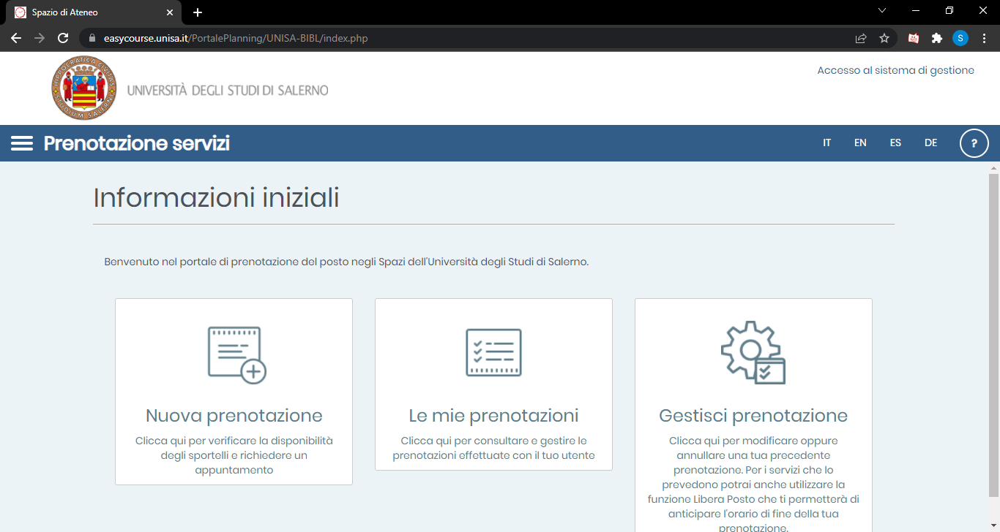 Spazio di Ateneo
easycourse.unisa.it/PortalePlanning/UNISA-BIBL/index.php
S
HIPPOCRATICA CIVITAS
STUDIUM SALERNI
UNIVERSITÀ DEGLI STUDI DI SALERNO
Accesso al sistema di gestione
Prenotazione servizi
IT EN ES DE ?
Informazioni iniziali
Benvenuto nel portale di prenotazione del posto negli Spazi dell'Università degli Studi di Salerno.
Nuova prenotazione
Clicca qui per verificare la disponibilità
degli sportelli e richiedere un
appuntamento
Le mie prenotazioni
Clicca qui per consultare e gestire le
prenotazioni effettuate con il tuo utente
Gestisci prenotazione
Clicca qui per modificare oppure
annullare una tua precedente
prenotazione. Per i servizi che lo
prevedono potrai anche utilizzare la
funzione Libera Posto che ti permetterà di
anticipare l'orario di fine della tua
prenotazione.